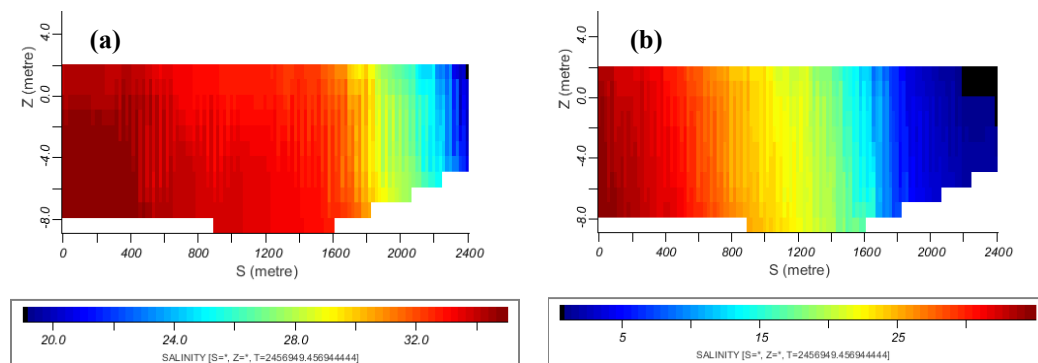 (a)
4.0
0.0
-4.0
-8.0
Z (metre)
0 400 800 1200 1600 2000 2400
S (metre)
20.0 24.0 28.0 32.0
SALINITY [S=*, Z=*, T=2456949.456944444]
(b)
4.0
0.0
-4.0
-8.0
Z (metre)
0 400 800 1200 1600 2000 2400
S (metre)
5 15 25
SALINITY [S=*, Z=*, T=2456949.456944444]